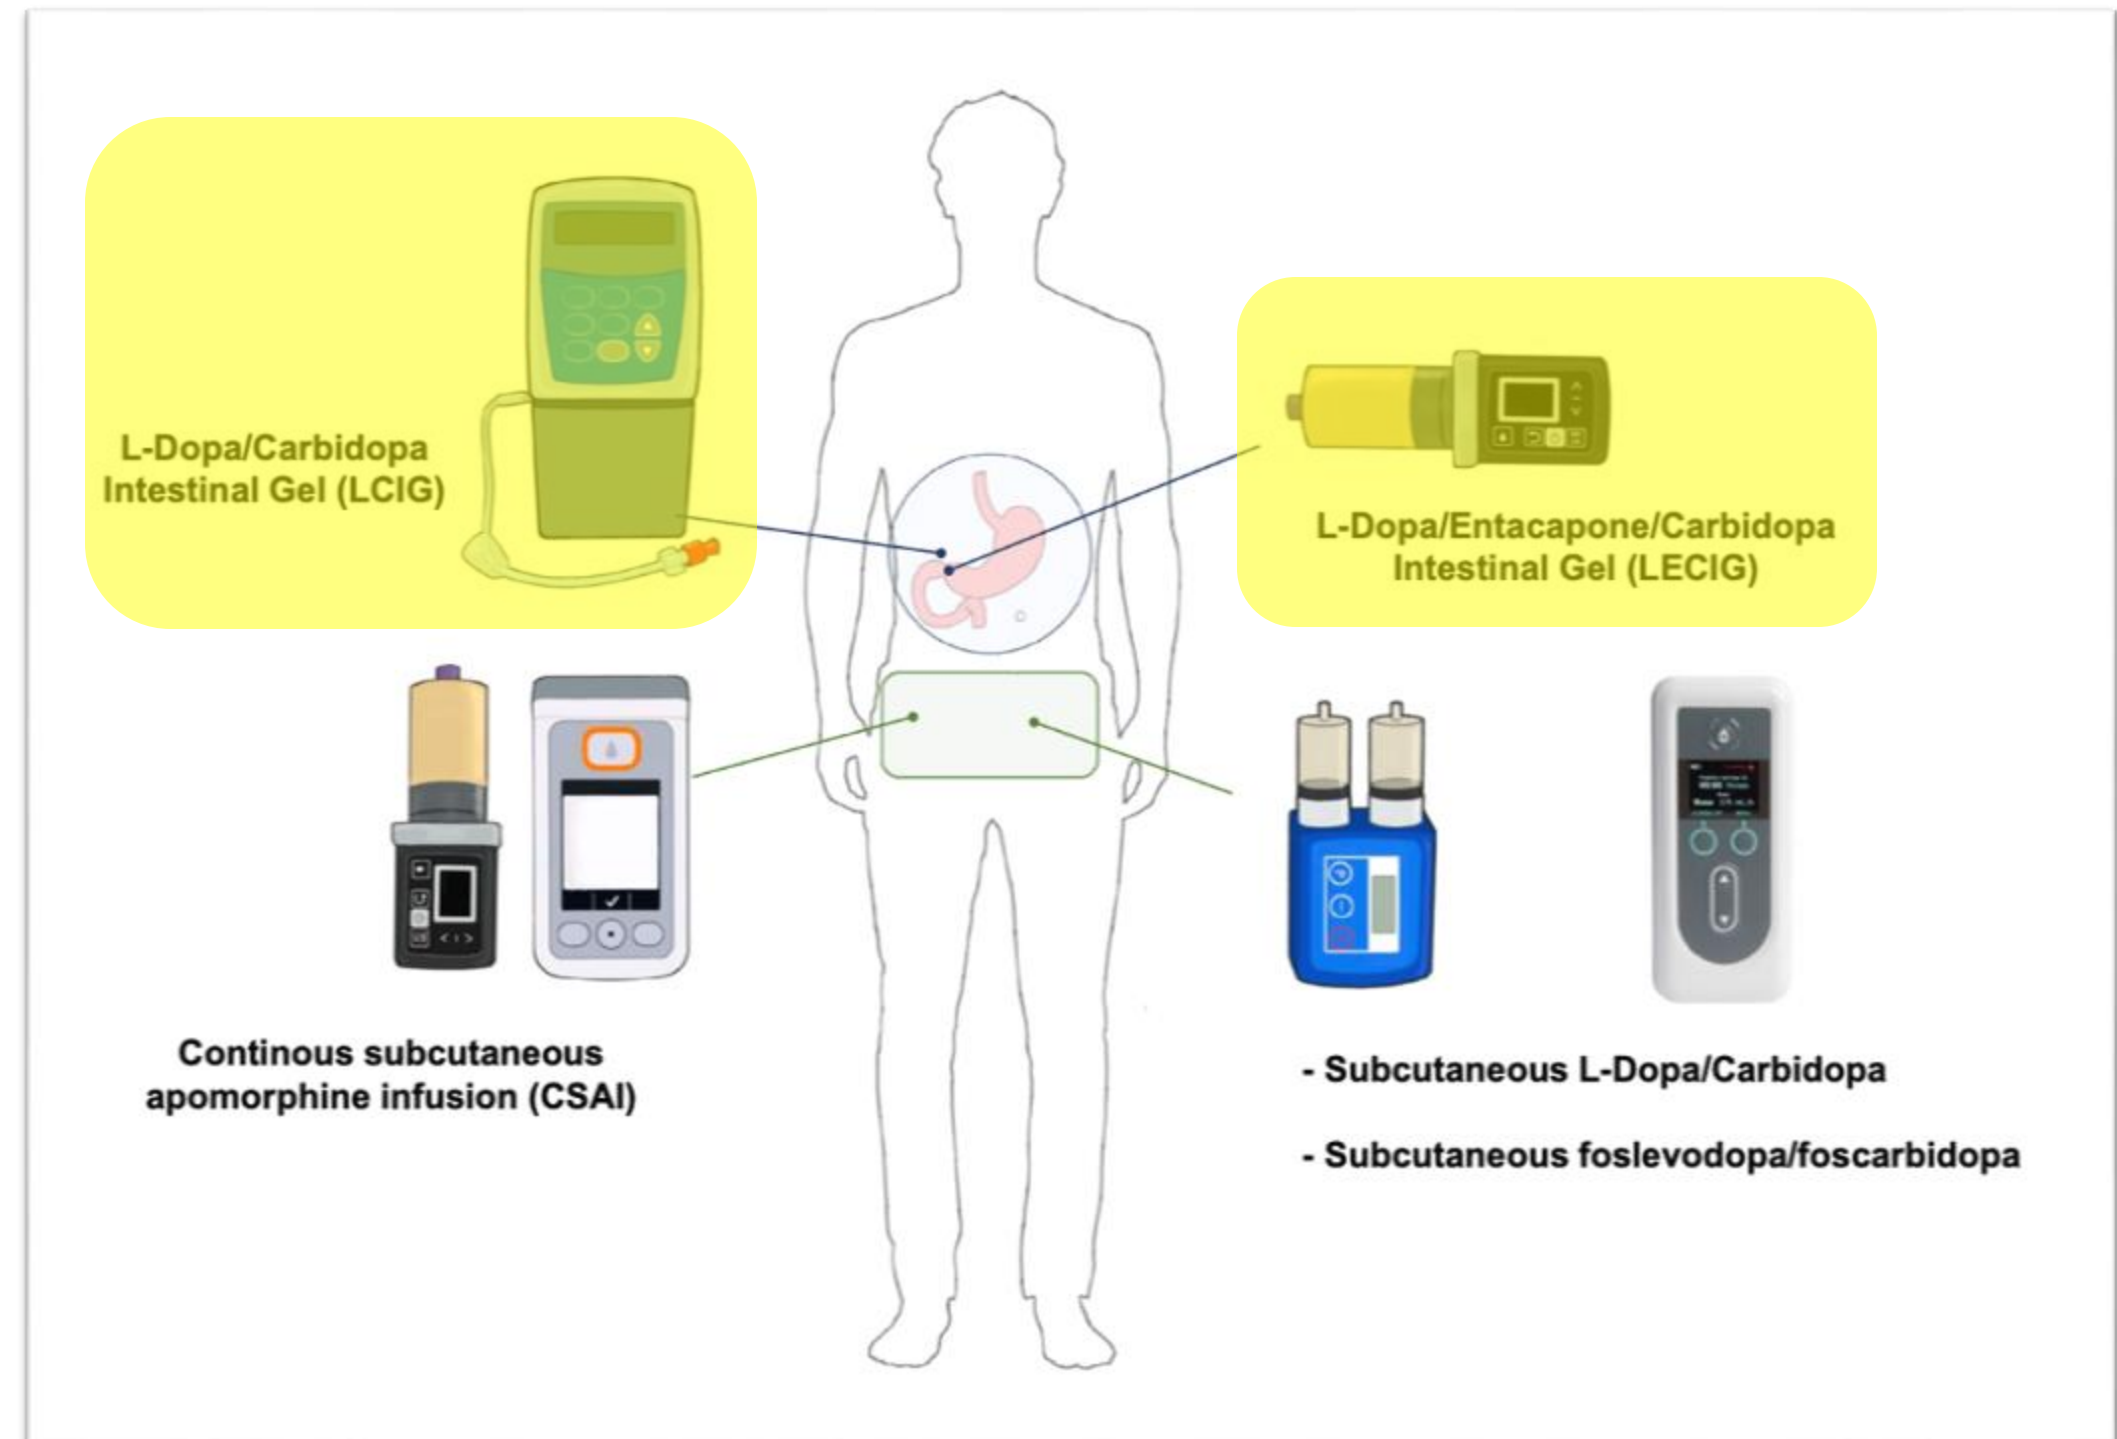 L-Dopa/Carbidopa
Intestinal Gel (LCIG)
L-Dopa/Entacapone/Carbidopa
Intestinal Gel (LECIG)
Continous subcutaneous
apomorphine infusion (CSAI)
- Subcutaneous L-Dopa/Carbidopa
- Subcutaneous foslevodopa/foscarbidopa